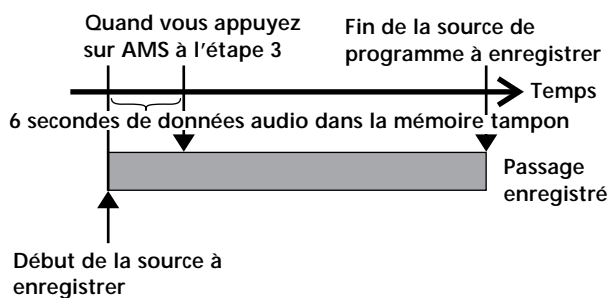 Quand vous appuyez
sur AMS à l'étape 3
Fin de la source de
programme à enregistrer
Temps
6 secondes de données audio dans la mémoire tampon
Passage
enregistré
Début de la source à
enregistrer